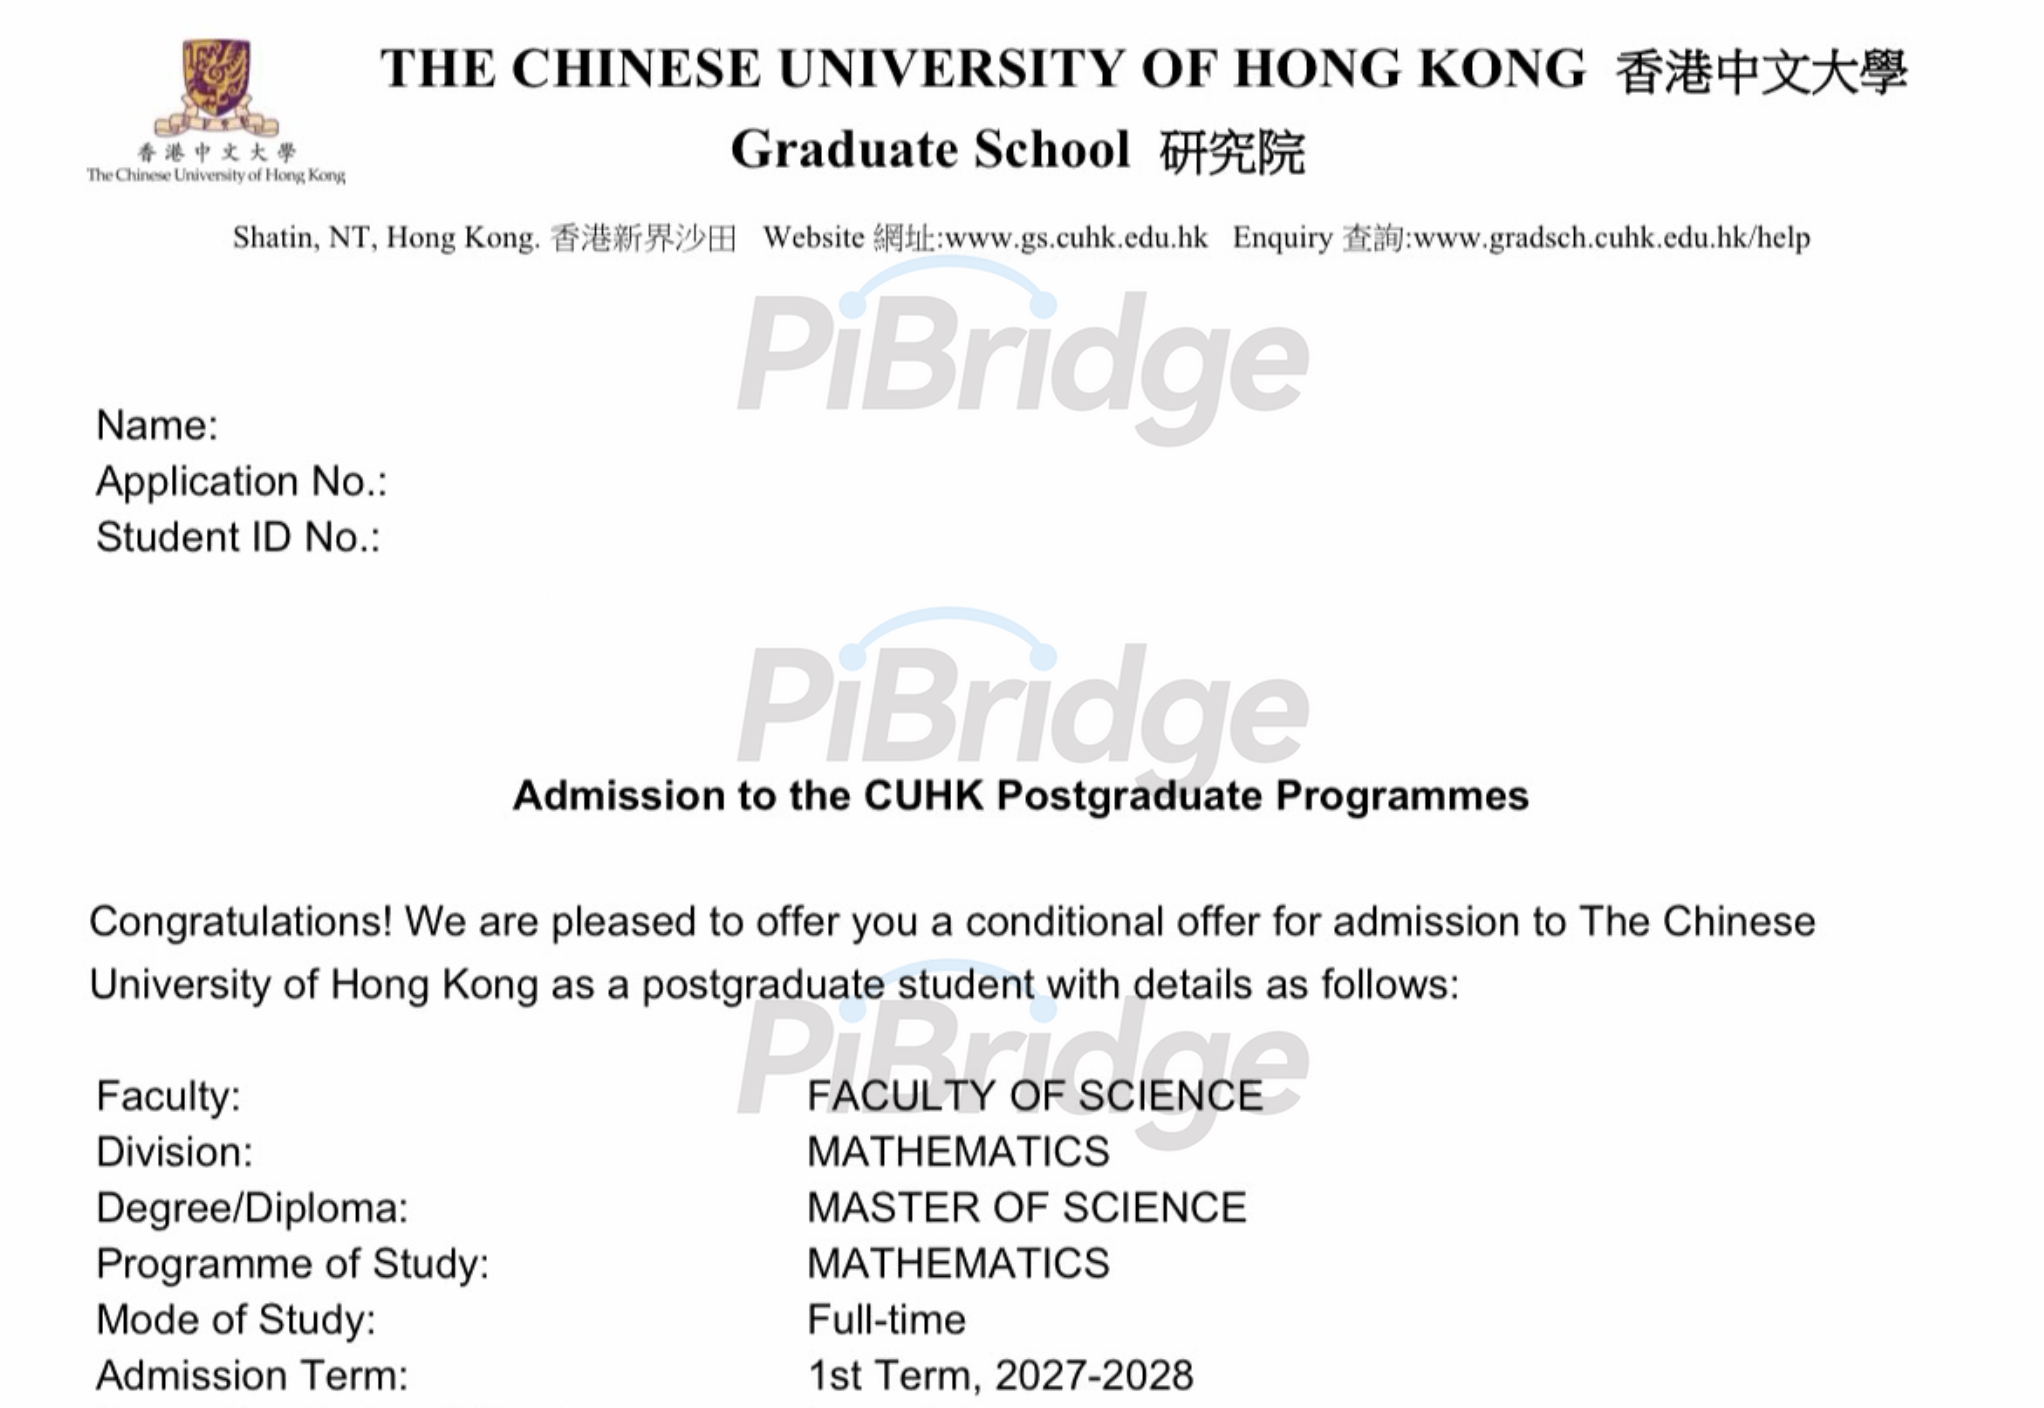 THE CHINESE UNIVERSITY OF HONG KONG 香港中文大學
Graduate School 研究院
香港中文大學
The Chinese University of Hong Kong
Shatin, NT, Hong Kong. 香港新界沙田 Website 網址:www.gs.cuhk.edu.hk Enquiry 查詢:www.gradsch.cuhk.edu.hk/help
PiBridge
Name:
Application No.:
Student ID No.:
PiBridge
Admission to the CUHK Postgraduate Programmes
Congratulations! We are pleased to offer you a conditional offer for admission to The Chinese
University of Hong Kong as a postgraduate student with details as follows:
PiBridge
Faculty: FACULTY OF SCIENCE
Division: MATHEMATICS
Degree/Diploma: MASTER OF SCIENCE
Programme of Study: MATHEMATICS
Mode of Study: Full-time
Admission Term: 1st Term, 2027-2028